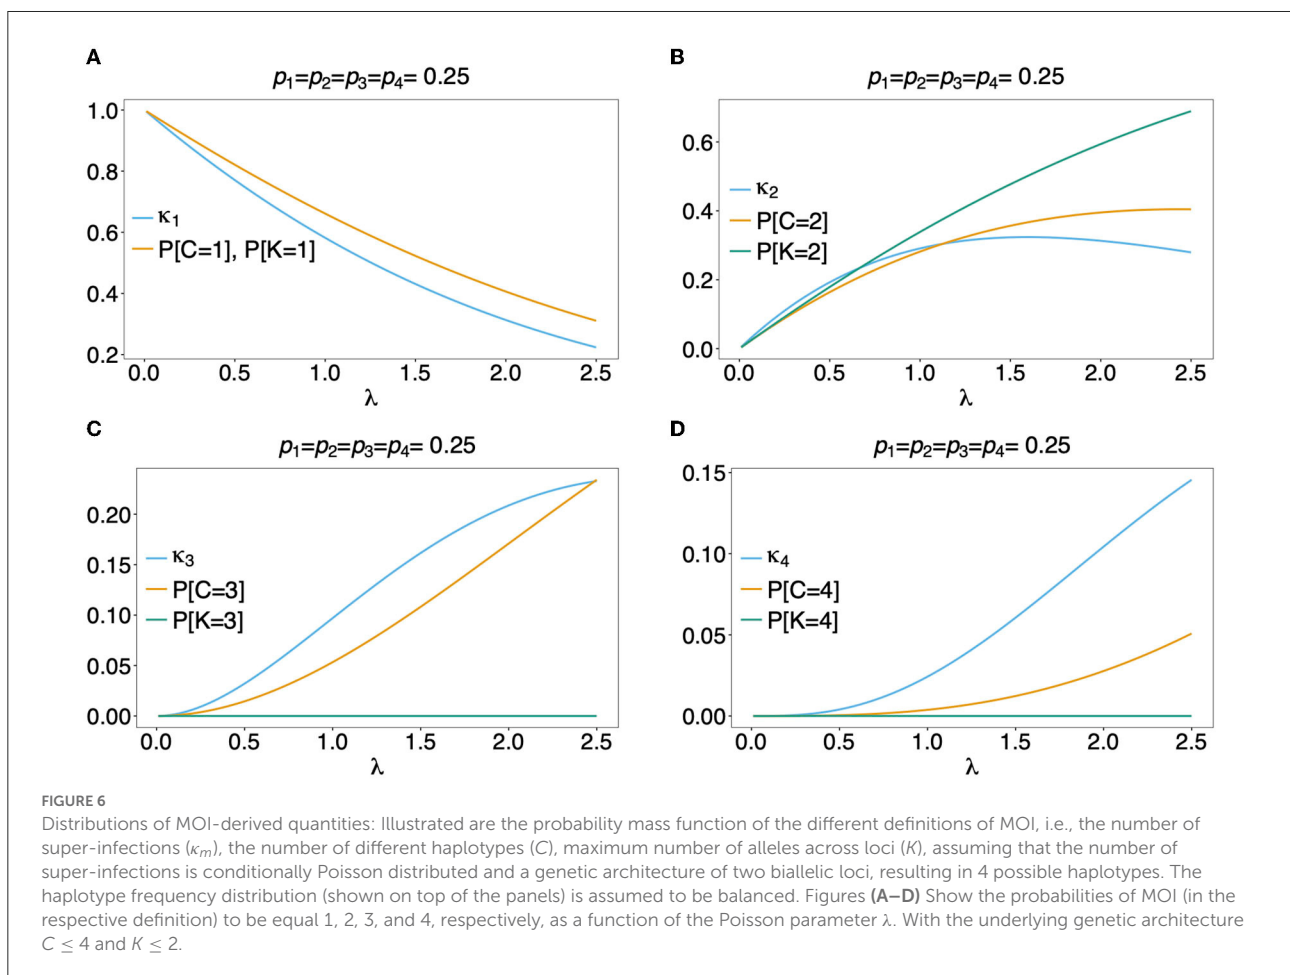 A
p₁=p₂=p₃=p₄= 0.25
1.0
0.8
0.6
0.4
0.2
κ₁
P[C=1], P[K=1]
0.0 0.5 1.0 1.5 2.0 2.5
λ
B
p₁=p₂=p₃=p₄= 0.25
0.6
0.4
0.2
0.0
κ₂
P[C=2]
P[K=2]
0.0 0.5 1.0 1.5 2.0 2.5
λ
C
p₁=p₂=p₃=p₄= 0.25
0.20
0.15
0.10
0.05
0.00
κ₃
P[C=3]
P[K=3]
0.0 0.5 1.0 1.5 2.0 2.5
λ
D
p₁=p₂=p₃=p₄= 0.25
0.15
0.10
0.05
0.00
κ₄
P[C=4]
P[K=4]
0.0 0.5 1.0 1.5 2.0 2.5
λ
FIGURE 6
Distributions of MOI-derived quantities: Illustrated are the probability mass function of the different definitions of MOI, i.e., the number of
super-infections (κₘ), the number of different haplotypes (C), maximum number of alleles across loci (K), assuming that the number of
super-infections is conditionally Poisson distributed and a genetic architecture of two biallelic loci, resulting in 4 possible haplotypes. The
haplotype frequency distribution (shown on top of the panels) is assumed to be balanced. Figures (A–D) Show the probabilities of MOI (in the
respective definition) to be equal 1, 2, 3, and 4, respectively, as a function of the Poisson parameter λ. With the underlying genetic architecture
C ≤ 4 and K ≤ 2.